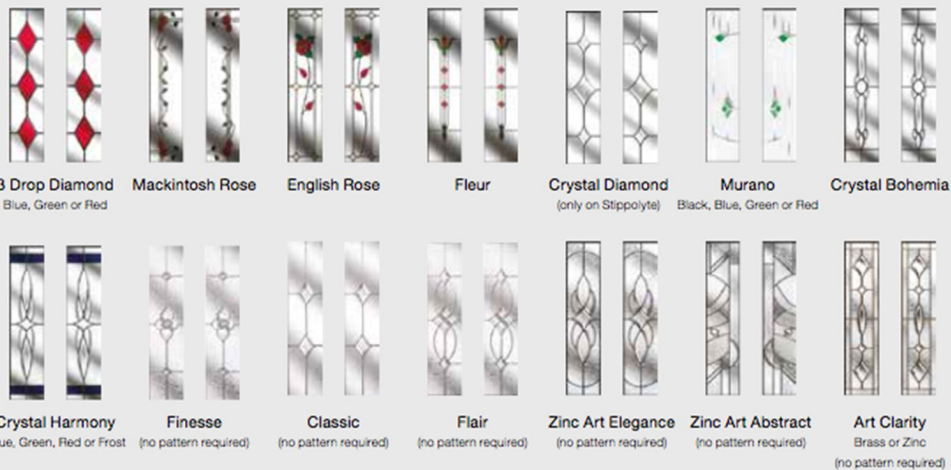 3 Drop Diamond
Blue, Green or Red
Mackintosh Rose
English Rose
Fleur
Crystal Diamond
(only on Stippolyte)
Murano
Black, Blue, Green or Red
Crystal Bohemia
Crystal Harmony
Green, Red or Frost
Finesse
(no pattern required)
Classic
(no pattern required)
Flair
(no pattern required)
Zinc Art Elegance
(no pattern required)
Zinc Art Abstract
(no pattern required)
Art Clarity
Brass or Zinc
(no pattern required)